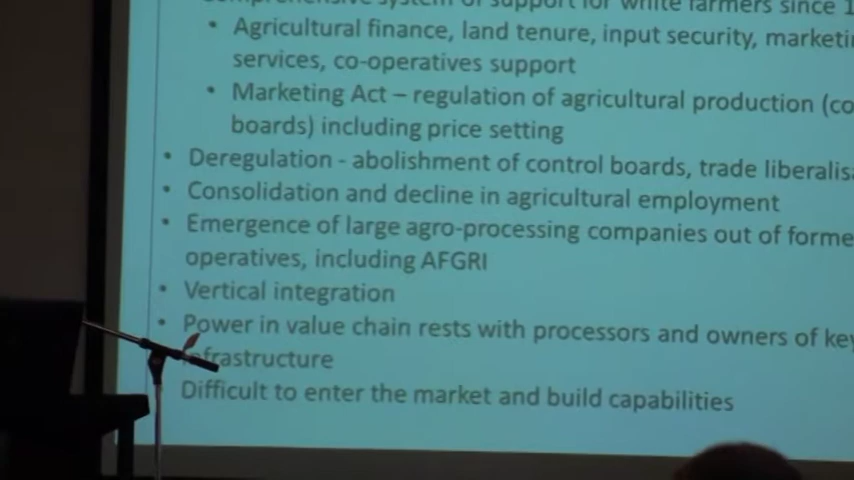 system of support for white farmers since 1
• Agricultural finance, land tenure, input security, marketi
services, co-operatives support
• Marketing Act – regulation of agricultural production (co
boards) including price setting
• Deregulation - abolishment of control boards, trade liberalis
• Consolidation and decline in agricultural employment
• Emergence of large agro-processing companies out of forme
operatives, including AFGRI
• Vertical integration
• Power in value chain rests with processors and owners of key
nfrastructure
Difficult to enter the market and build capabilities